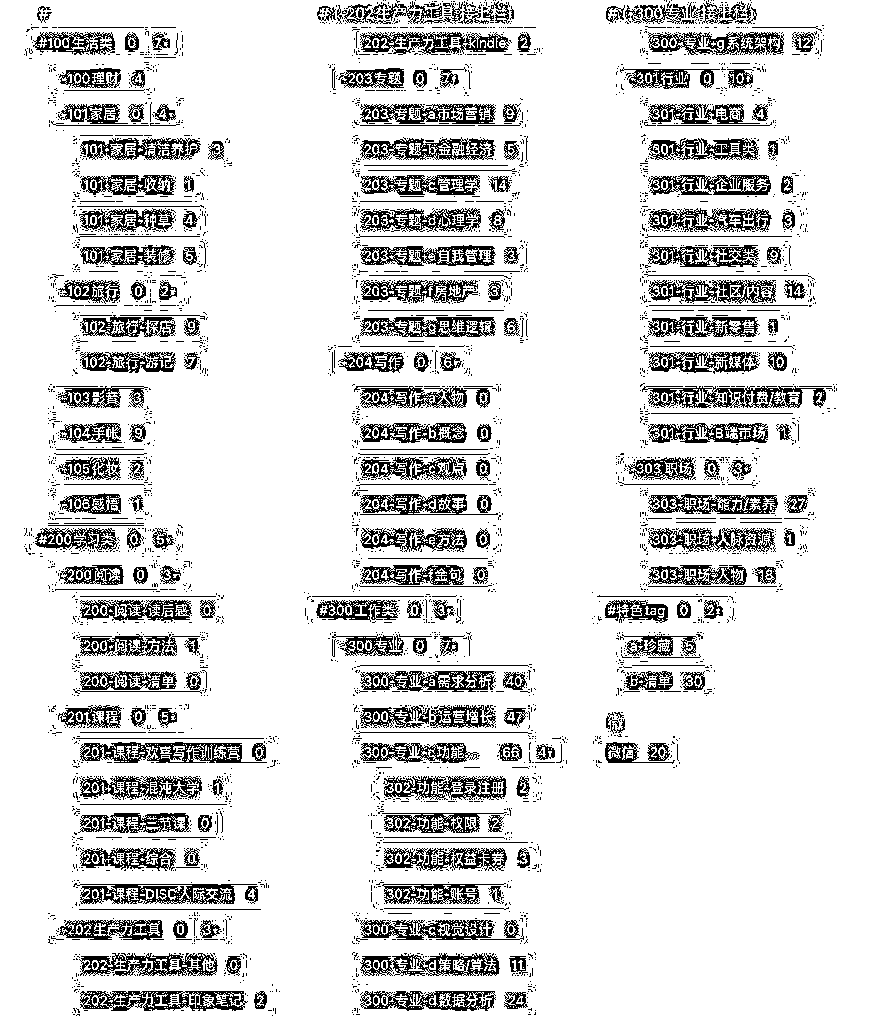 #
#100生活类 0 7
-100理财 4
-101家居 0 4
101-家居-清洁养护 3
101-家居-收纳 1
101-家居-种草 4
101-家居-装修 5
-102旅行 0 2
102-旅行-探店 9
102-旅行-游记 7
-103影音 3
-104手帐 9
-105化妆 2
-106感悟 1
#200学习类 0 5
-200阅读 0 3
200-阅读-读后感 0
200-阅读-方法 1
200-阅读-清单 0
-201课程 0 5
201-课程-写作训练营 0
201-课程-混沌大学 1
201-课程-三节课 0
201-课程-综合 0
201-课程-DISC人际交流 4
-202生产力工具 0 3
202-生产力工具-其他 0
202-生产力工具-印象笔记 2
#(-202生产力工具 接上栏)
202-生产力工具-kindle 2
-203专题 0 7
203-专题-a市场营销 9
203-专题-b金融经济 5
203-专题-c管理学 14
203-专题-d心理学 8
203-专题-e自我管理 3
203-专题-f房地产 3
203-专题-g思维逻辑 6
-204写作 0 6
204-写作-a人物 0
204-写作-b概念 0
204-写作-c观点 0
204-写作-d故事 0
204-写作-e方法 0
204-写作-f金句 0
#300工作类 0 3
-300专业 0 7
300-专业-a需求分析 40
300-专业-b运营增长 47
300-专业-c功能 66 4
302-功能-登录注册 2
302-功能-权限 2
302-功能-权益卡券 3
302-功能-账号 1
300-专业-c视觉设计 0
300-专业-d策略/算法 11
300-专业-d数据分析 24
#(-300专业 接上栏)
300-专业-g系统架构 12
-301行业 0 10
301-行业-电商 4
301-行业-工具类 1
301-行业-企业服务 2
301-行业-汽车出行 3
301-行业-社交类 9
301-行业-社区/内容 14
301-行业-新零售 1
301-行业-新媒体 10
301-行业-知识付费/教育 2
301-行业-B端市场 1
-303职场 0 3
303-职场-能力/素养 27
303-职场-人际资源 1
303-职场-人物 18
#特色tag 0 2
a-珍藏 5
b-清单 30
微
微信 20